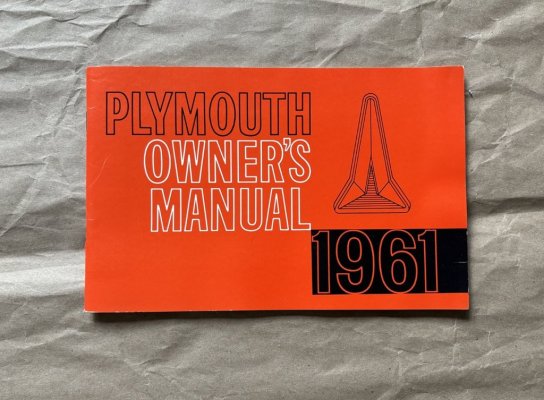 PLYMOUTH
OWNER'S
MANUAL
1961